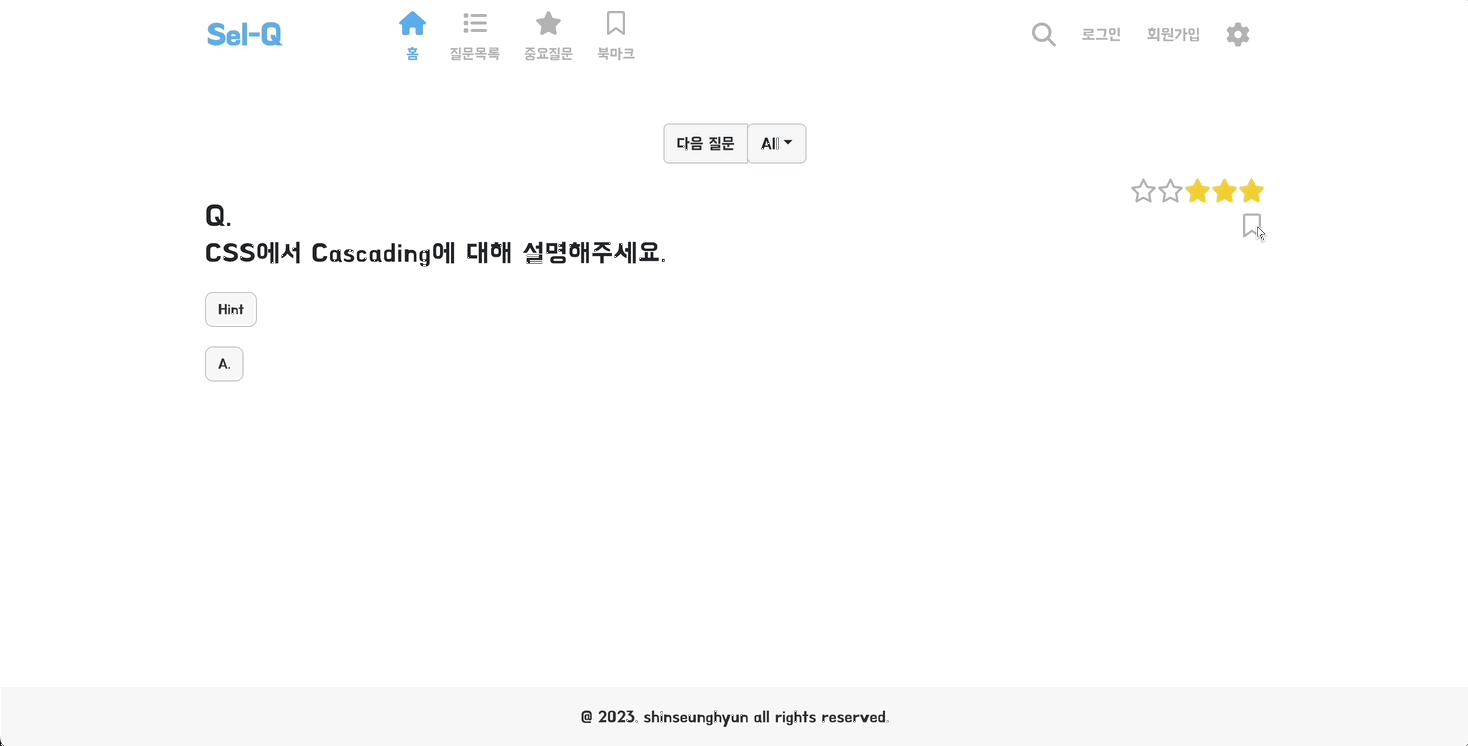 Sel-Q
홈 질문목록 중요질문 북마크
로그인 회원가입
다음 질문 All
Q.
CSS에서 Cascading에 대해 설명해주세요.
Hint
A.
@ 2023. shinseunghyun all rights reserved.